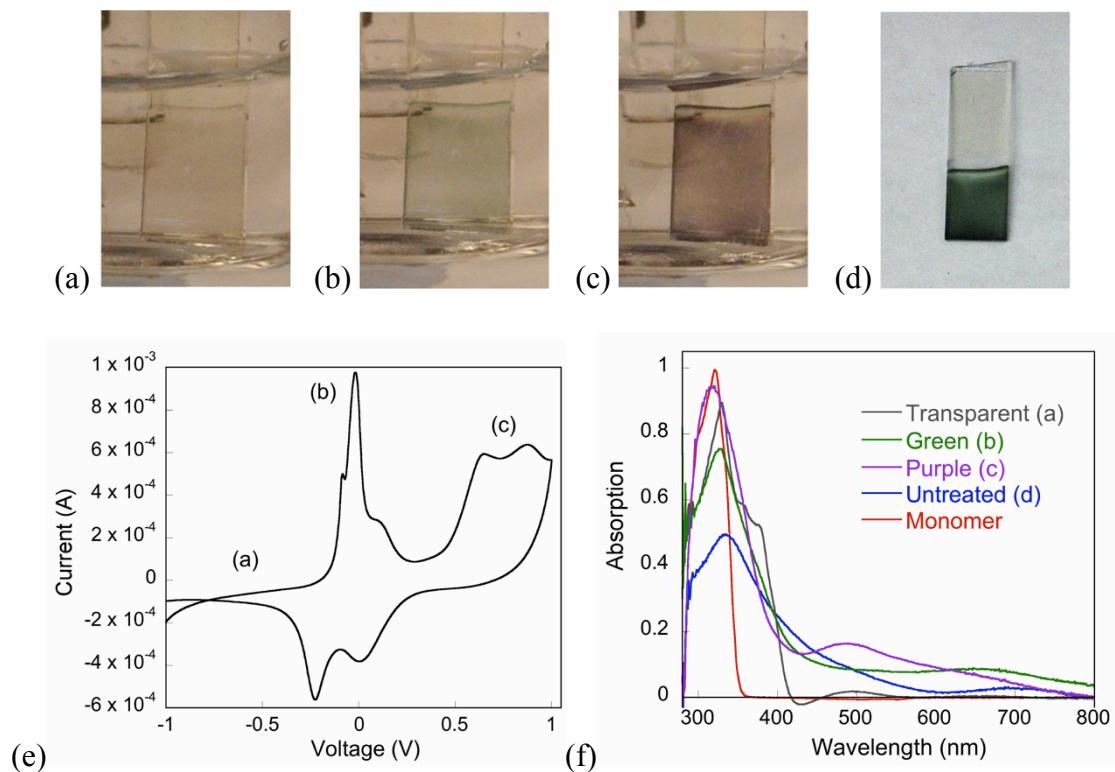 (a)
(b)
(c)
(d)
1 x 10-3
8 x 10-4
6 x 10-4
4 x 10-4
2 x 10-4
0
-2 x 10-4
-4 x 10-4
-6 x 10-4
Current (A)
(a)
(b)
(c)
-1
-0.5
0
0.5
1
Voltage (V)
(e)
1
0.8
0.6
0.4
0.2
0
Absorption
Transparent (a)
Green (b)
Purple (c)
Untreated (d)
Monomer
300
400
500
600
700
800
Wavelength (nm)
(f)